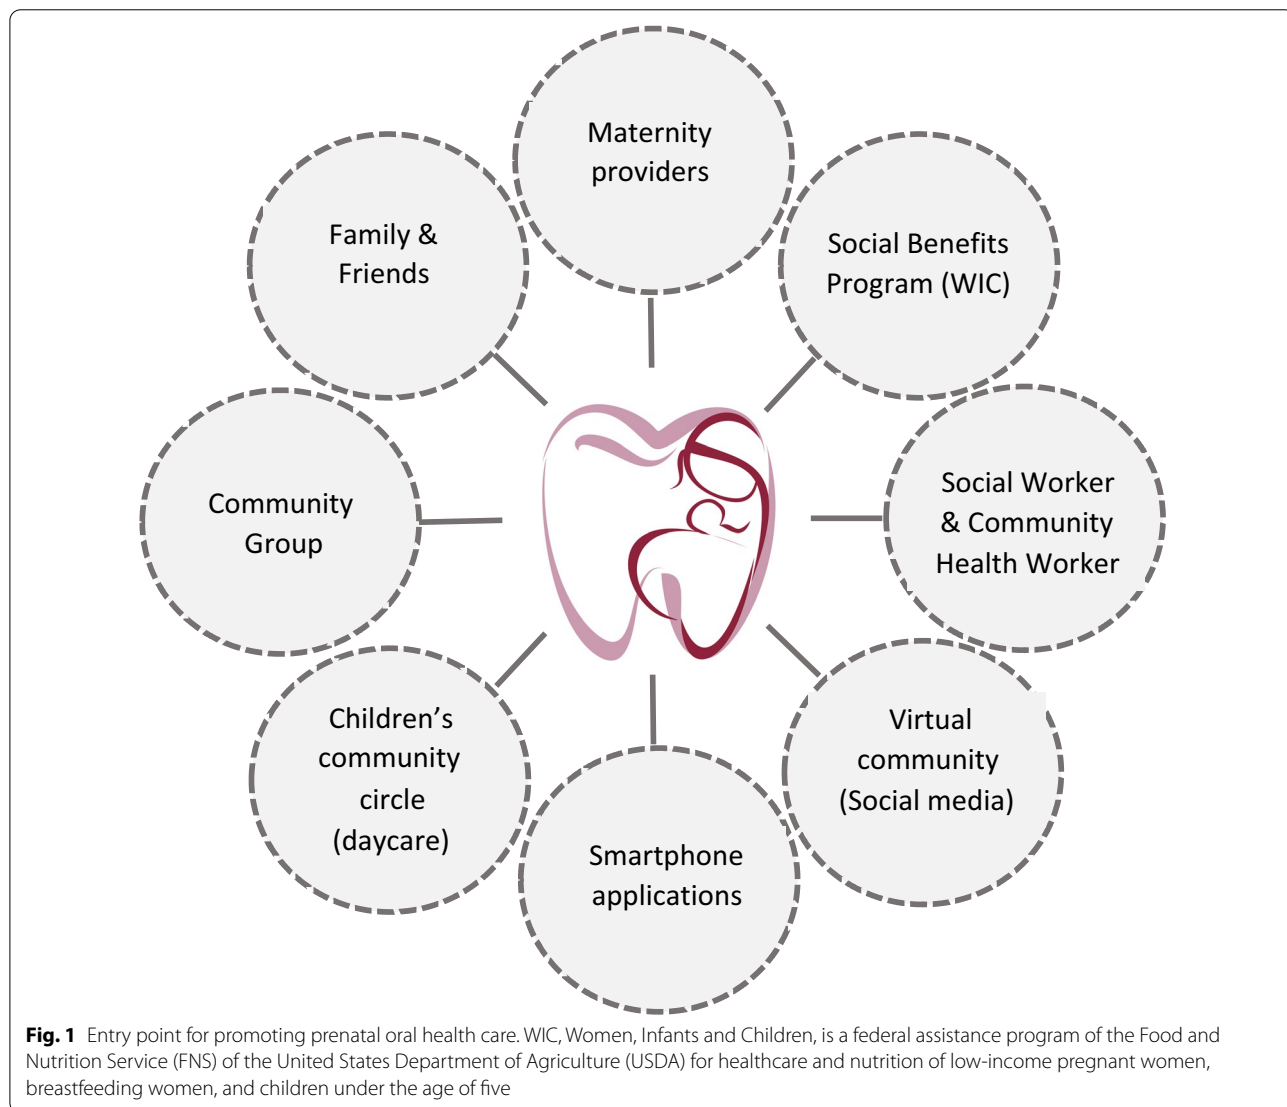 Maternity
providers
Social Benefits
Program (WIC)
Social Worker
& Community
Health Worker
Virtual
community
(Social media)
Smartphone
applications
Children’s
community
circle
(daycare)
Community
Group
Family &
Friends
Fig. 1 Entry point for promoting prenatal oral health care. WIC, Women, Infants and Children, is a federal assistance program of the Food and
Nutrition Service (FNS) of the United States Department of Agriculture (USDA) for healthcare and nutrition of low-income pregnant women,
breastfeeding women, and children under the age of five